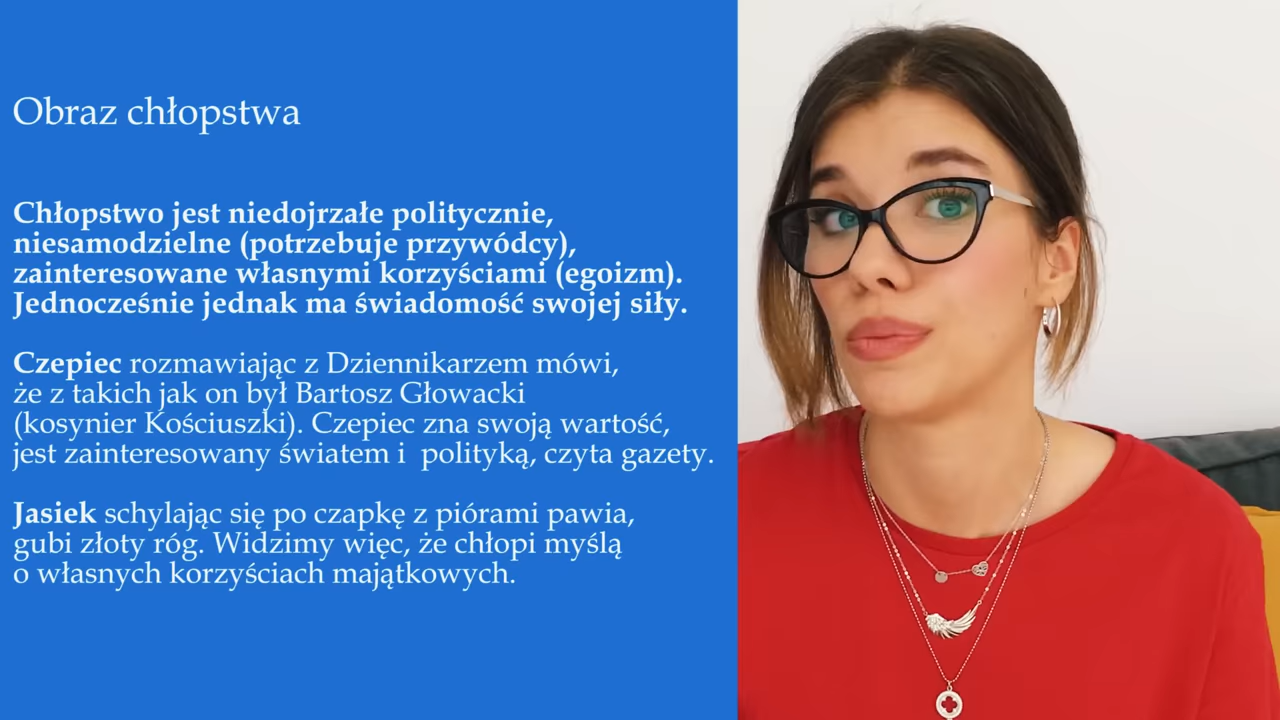 Obraz chłopstwa
Chłopstwo jest niedojrzałe politycznie,
niesamodzielne (potrzebuje przywódcy),
zainteresowane własnymi korzyściami (egoizm).
Jednocześnie jednak ma świadomość swojej siły.
Czepiec rozmawiając z Dziennikarzem mówi,
że z takich jak on był Bartosz Głowacki
(kosynier Kościuszki). Czepiec zna swoją wartość,
jest zainteresowany światem i  polityką, czyta gazety.
Jasiek schylając się po czapkę z piórami pawia,
gubi złoty róg. Widzimy więc, że chłopi myślą
o własnych korzyściach majątkowych.